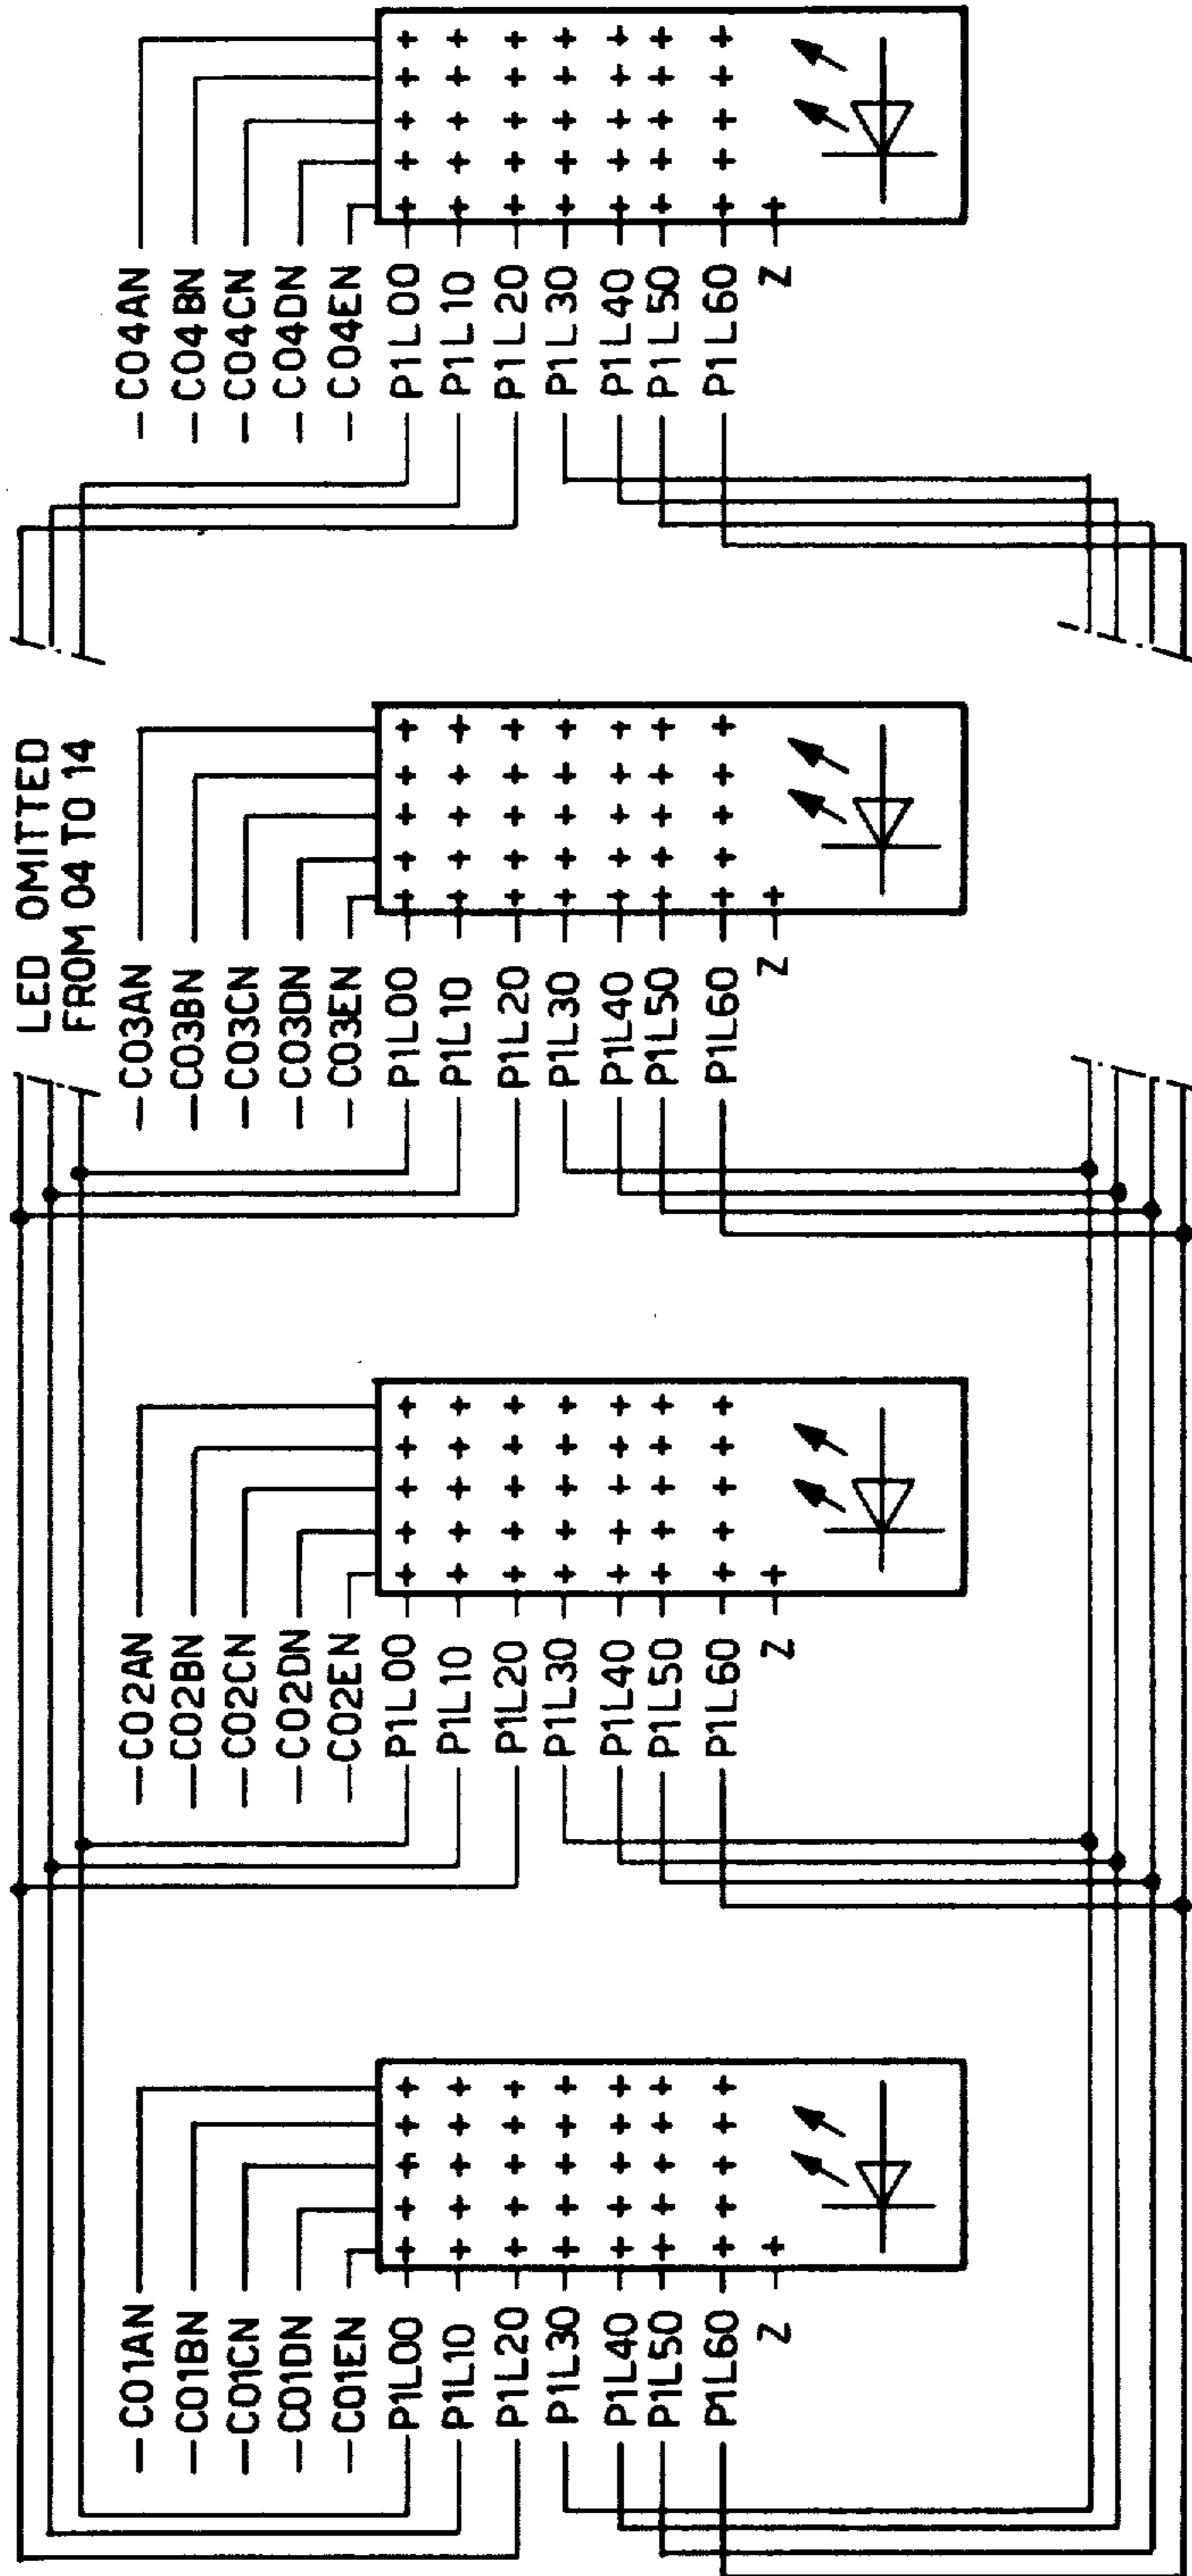 C01AN
C01BN
C01CN
C01DN
C01EN
P1L00
P1L10
P1L20
P1L30
P1L40
P1L50
P1L60
Z
C02AN
C02BN
C02CN
C02DN
C02EN
P1L00
P1L10
P1L20
P1L30
P1L40
P1L50
P1L60
Z
LED OMITTED
FROM 04 TO 14
C03AN
C03BN
C03CN
C03DN
C03EN
P1L00
P1L10
P1L20
P1L30
P1L40
P1L50
P1L60
Z
C04AN
C04BN
C04CN
C04DN
C04EN
P1L00
P1L10
P1L20
P1L30
P1L40
P1L50
P1L60
Z